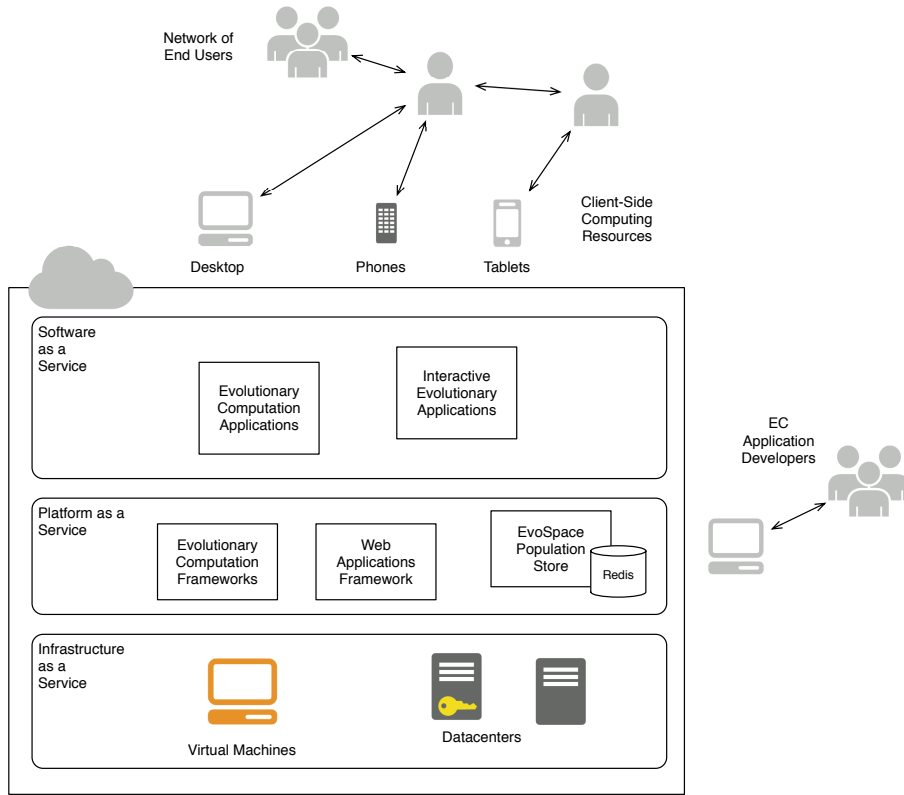 Network of
End Users
Client-Side
Computing
Resources
Desktop
Phones
Tablets
Software
as a
Service
Evolutionary
Computation
Applications
Interactive
Evolutionary
Applications
EC
Application
Developers
Platform as a
Service
Evolutionary
Computation
Frameworks
Web
Applications
Framework
EvoSpace
Population
Store
Redis
Infrastructure
as a
Service
Virtual Machines
Datacenters